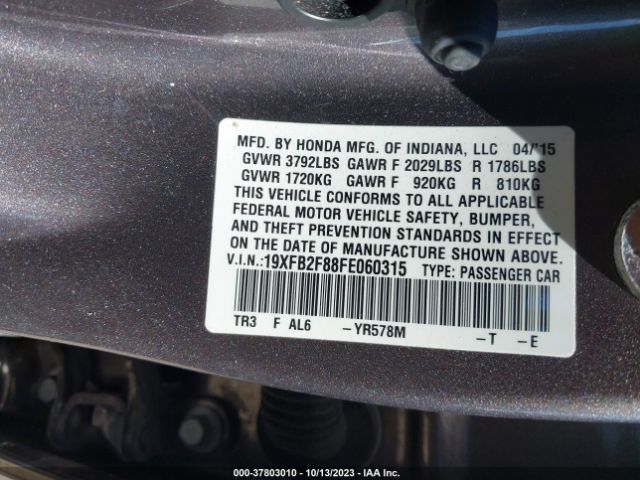 MFD. BY HONDA MFG. OF INDIANA, LLC 04/'15
GVWR 3792LBS GAWR F 2029LBS R 1786LBS
GVWR 1720KG GAWR F 920KG R 810KG
THIS VEHICLE CONFORMS TO ALL APPLICABLE
FEDERAL MOTOR VEHICLE SAFETY, BUMPER,
AND THEFT PREVENTION STANDARDS IN EFFECT
ON THE DATE OF MANUFACTURE SHOWN ABOVE.
V.I.N.:19XFB2F88FE060315 TYPE: PASSENGER CAR
TR3 F AL6 -YR578M -T -E
000-37803010 - 10/13/2023 - IAA Inc.